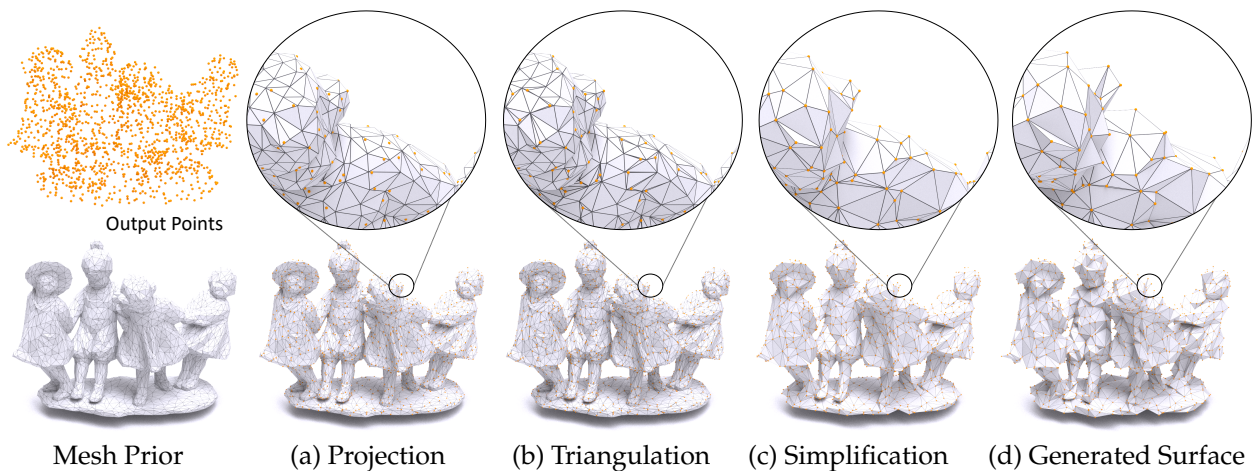 Output Points
Mesh Prior
(a) Projection
(b) Triangulation
(c) Simplification
(d) Generated Surface